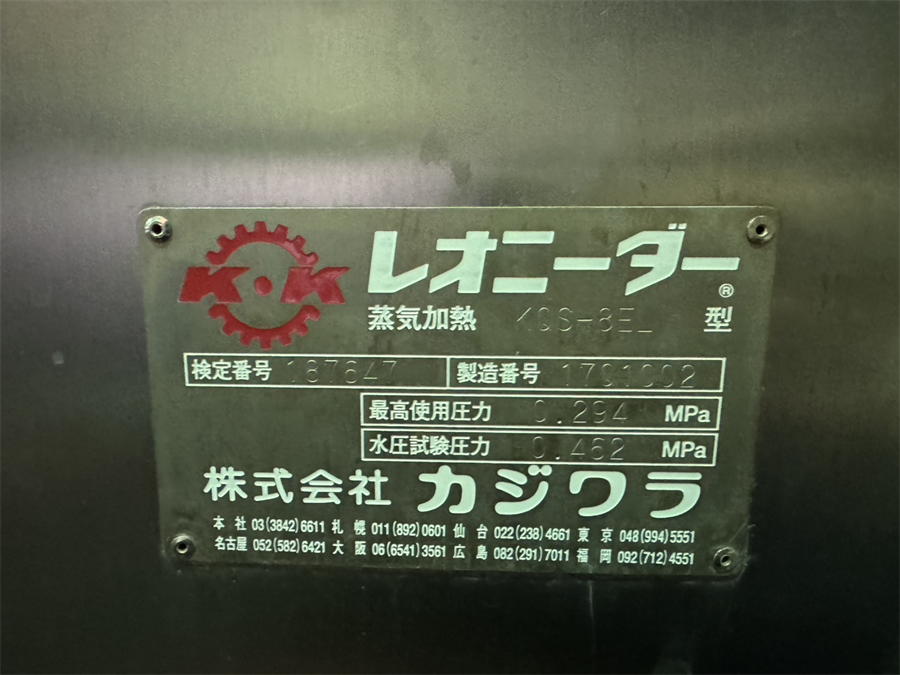 K·K レオニーダー®
蒸気加熱 KQS-8EL 型
検定番号 187647 製造番号 1791002
最高使用圧力 0.294 MPa
水圧試験圧力 0.462 MPa
株式会社 カジワラ
本社 03(3842)6611 札幌 011(892)0601 仙台 022(238)4661 東京 048(994)5551
名古屋 052(582)6421 大阪 06(6541)3561 広島 082(291)7011 福岡 092(712)4551